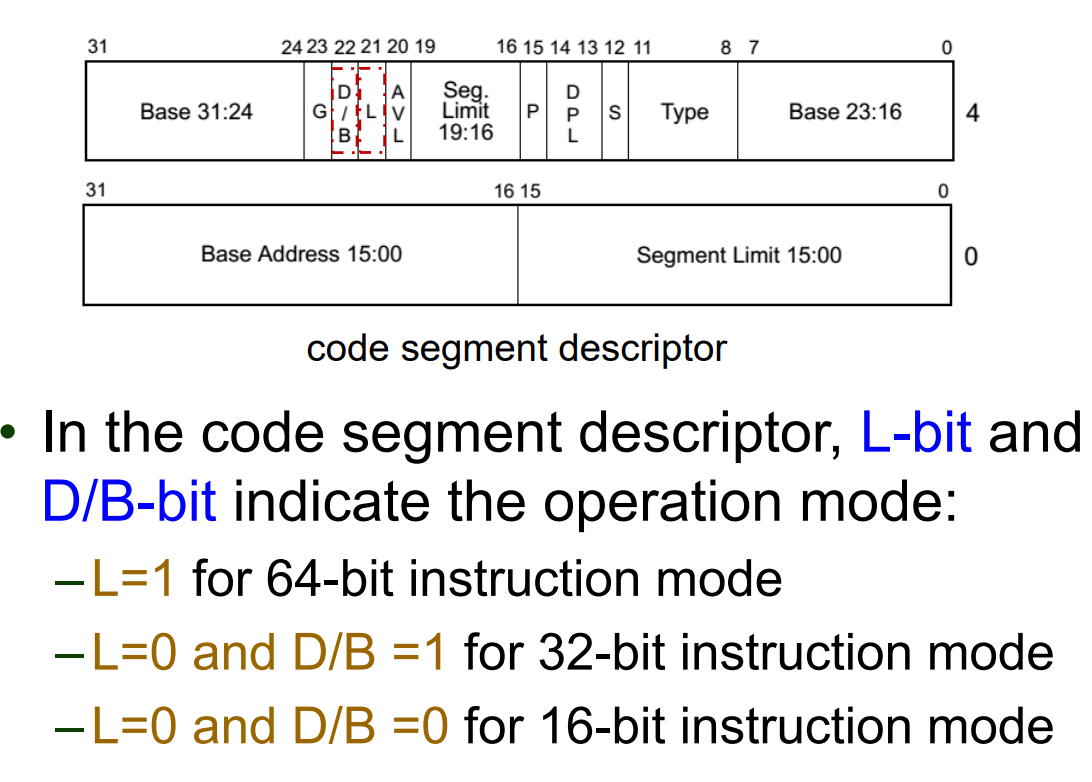 31 24 23 22 21 20 19 16 15 14 13 12 11 8 7 0
Base 31:24 G D/B L AVL Seg. Limit 19:16 P DPL S Type Base 23:16 4
31 16 15 0
Base Address 15:00 Segment Limit 15:00 0
code segment descriptor
• In the code segment descriptor, L-bit and
D/B-bit indicate the operation mode:
–L=1 for 64-bit instruction mode
–L=0 and D/B =1 for 32-bit instruction mode
–L=0 and D/B =0 for 16-bit instruction mode